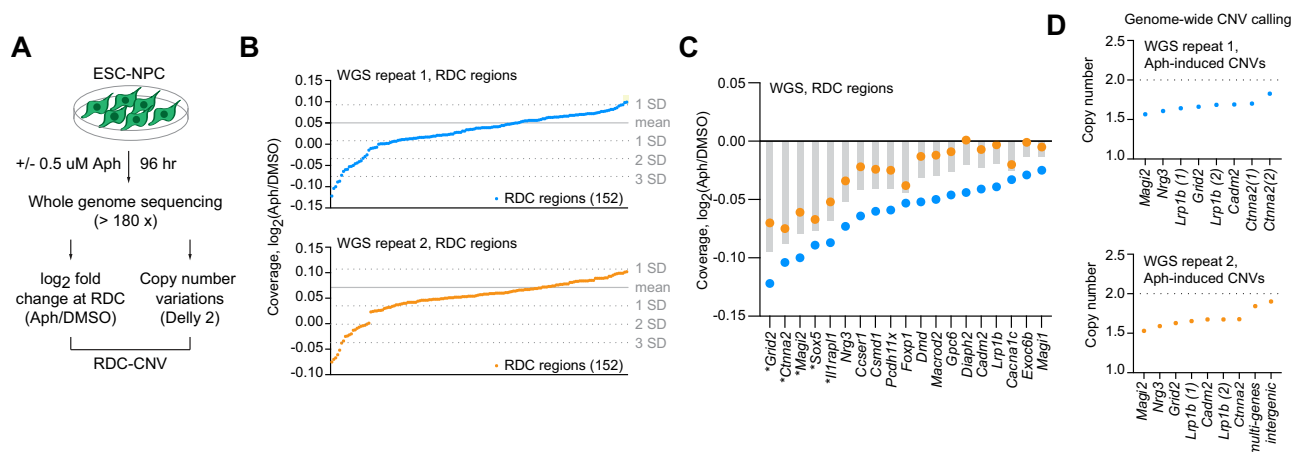 A
ESC-NPC
+/- 0.5 uM Aph
96 hr
Whole genome sequencing
(> 180 x)
log2 fold
change at RDC
(Aph/DMSO)
Copy number
variations
(Delly 2)
RDC-CNV
B
Coverage, log2(Aph/DMSO)
WGS repeat 1, RDC regions
0.10
0.05
0.00
-0.05
-0.10
-0.15
1 SD
mean
1 SD
2 SD
3 SD
RDC regions (152)
WGS repeat 2, RDC regions
0.15
0.10
0.05
0.00
-0.05
-0.10
1 SD
mean
1 SD
2 SD
3 SD
RDC regions (152)
C
Coverage, log2(Aph/DMSO)
WGS, RDC regions
0.05
0.00
-0.05
-0.10
-0.15
*Grid2
*Ctnna2
*Magi2
*Sox5
*Il1rapl1
Nrg3
Ccser1
Csmd1
Pcdh11x
Foxp1
Dmd
Macrod2
Gpc6
Diaph2
Cadm2
Lrp1b
Cacna1c
Exoc6b
Magi1
D
Genome-wide CNV calling
Copy number
WGS repeat 1,
Aph-induced CNVs
2.5
2.0
1.5
1.0
Magi2
Nrg3
Lrp1b (1)
Grid2
Lrp1b (2)
Cadm2
Ctnna2(1)
Ctnna2(2)
Copy number
WGS repeat 2,
Aph-induced CNVs
2.5
2.0
1.5
1.0
Magi2
Nrg3
Grid2
Lrp1b (1)
Cadm2
Lrp1b (2)
Ctnna2
multi-genes
intergenic